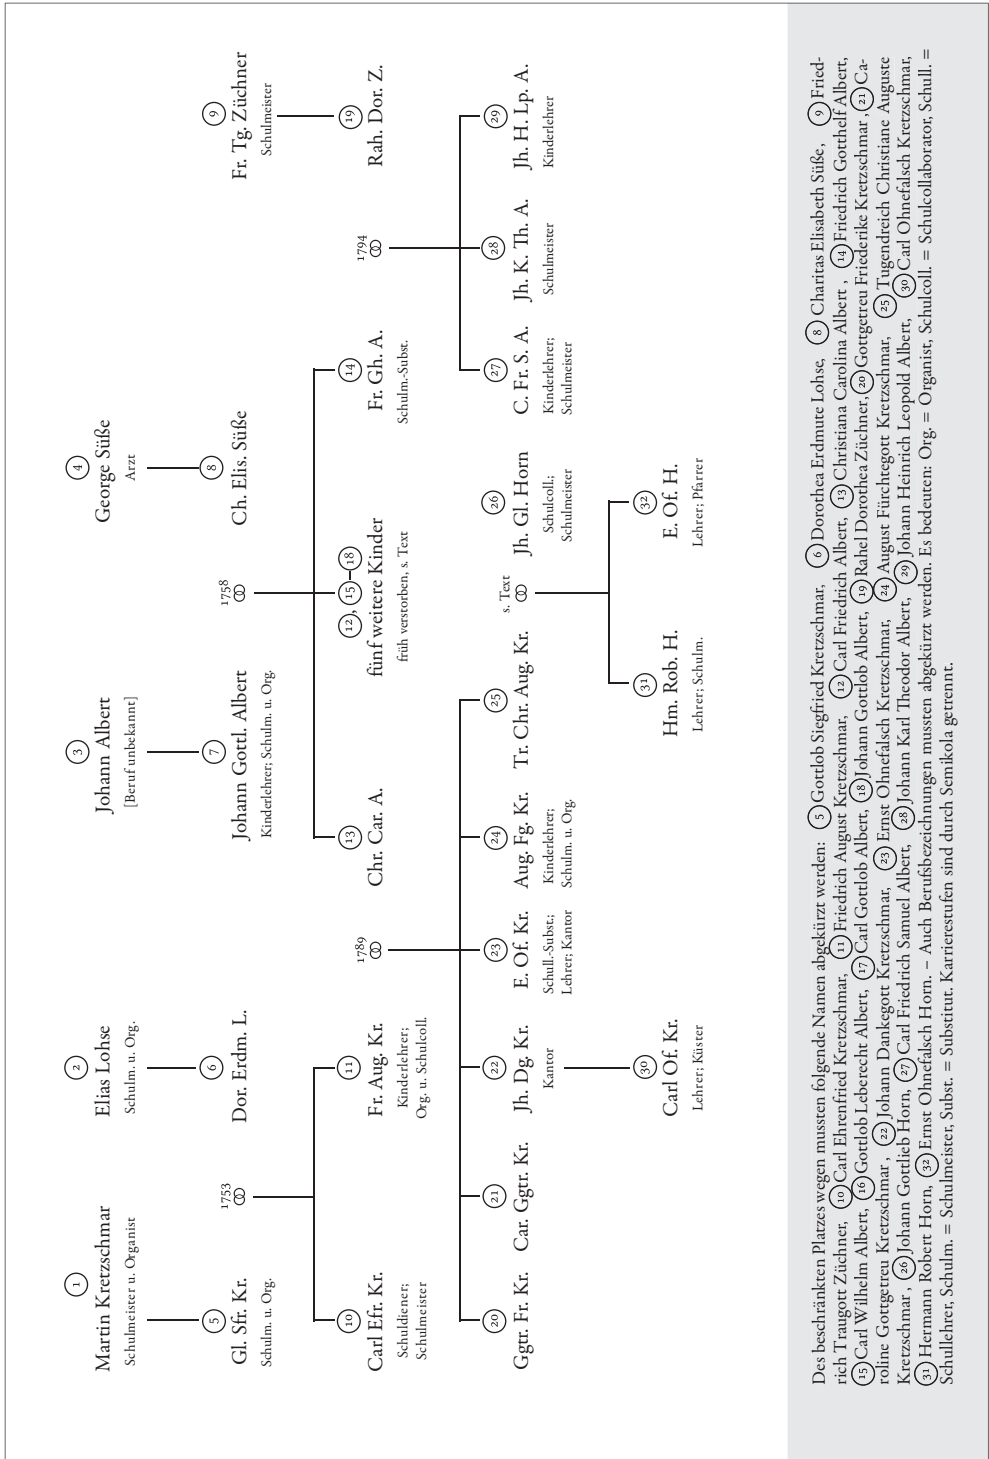 1
Martin Kretzschmar
Schulmeister u. Organist
2
Elias Lohse
Schulm. u. Org.
3
Johann Albert
[Beruf unbekannt]
4
George Süße
Arzt
5
Gl. Sfr. Kr.
Schulm. u. Org.
1753
6
Dor. Erdm. L.
7
Johann Gottl. Albert
Kinderlehrer; Schulm. u. Org.
1758
8
Ch. Elis. Süße
9
Fr. Tg. Züchner
Schulmeister
10
Carl Efr. Kr.
Schuldiener;
Schulmeister
11
Fr. Aug. Kr.
Kinderlehrer;
Org. u. Schulcoll.
1789
13
Chr. Car. A.
12, 15–18
fünf weitere Kinder
früh verstorben, s. Text
14
Fr. Gh. A.
Schulm.-Subst.
1794
19
Rah. Dor. Z.
20
Ggtr. Fr. Kr.
21
Car. Ggtr. Kr.
22
Jh. Dg. Kr.
Kantor
23
E. Of. Kr.
Schull.-Subst.;
Lehrer; Kantor
24
Aug. Fg. Kr.
Kinderlehrer;
Schulm. u. Org.
25
Tr. Chr. Aug. Kr.
s. Text
26
Jh. Gl. Horn
Schulcoll.;
Schulmeister
27
C. Fr. S. A.
Kinderlehrer;
Schulmeister
28
Jh. K. Th. A.
Schulmeister
29
Jh. H. Lp. A.
Kinderlehrer
30
Carl Of. Kr.
Lehrer; Küster
31
Hm. Rob. H.
Lehrer; Schulm.
32
E. Of. H.
Lehrer; Pfarrer
Des beschränkten Platzes wegen mussten folgende Namen abgekürzt werden: 5 Gottlob Siegfried Kretzschmar, 6 Dorothea Erdmute Lohse, 8 Charitas Elisabeth Süße, 9 Fried-
rich Traugott Züchner, 10 Carl Ehrenfried Kretzschmar, 11 Friedrich August Kretzschmar, 12 Carl Friedrich Albert, 13 Christiana Carolina Albert , 14 Friedrich Gotthelf Albert,
15 Carl Wilhelm Albert, 16 Gottlob Leberecht Albert, 17 Carl Gottlob Albert, 18 Johann Gottlob Albert, 19 Rahel Dorothea Züchner, 20 Gottgetreu Friederike Kretzschmar , 21 Ca-
roline Gottgetreu Kretzschmar , 22 Johann Dankegott Kretzschmar, 23 Ernst Ohnefalsch Kretzschmar, 24 August Fürchtegott Kretzschmar, 25 Tugendreich Christiane Auguste
Kretzschmar , 26 Johann Gottlieb Horn, 27 Carl Friedrich Samuel Albert, 28 Johann Karl Theodor Albert, 29 Johann Heinrich Leopold Albert, 30 Carl Ohnefalsch Kretzschmar,
31 Hermann Robert Horn, 32 Ernst Ohnefalsch Horn. – Auch Berufsbezeichnungen mussten abgekürzt werden. Es bedeuten: Org. = Organist, Schulcoll. = Schulcollaborator, Schull. =
Schullehrer, Schulm. = Schulmeister, Subst. = Substitut. Karrierestufen sind durch Semikola getrennt.